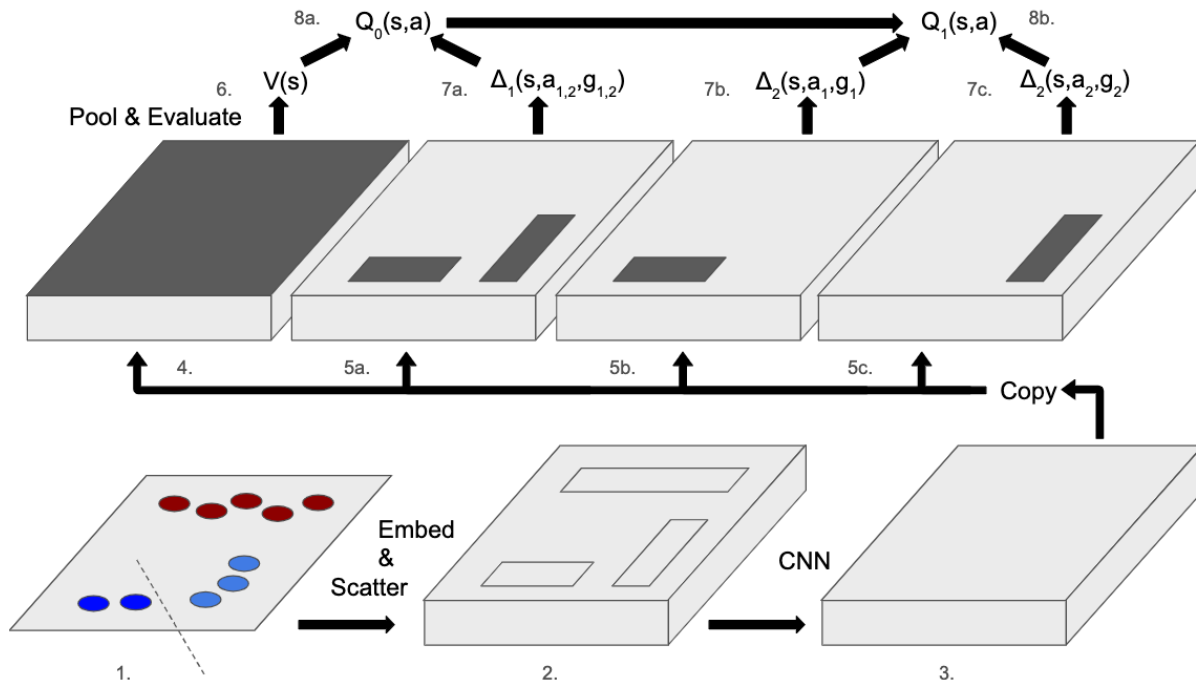 8a. Q₀(s,a) Q₁(s,a) 8b.
6. V(s) 7a. Δ₁(s,a₁,₂,g₁,₂) 7b. Δ₂(s,a₁,g₁) 7c. Δ₂(s,a₂,g₂)
Pool & Evaluate
4. 5a. 5b. 5c.
Copy
Embed
&
Scatter
CNN
1. 2. 3.